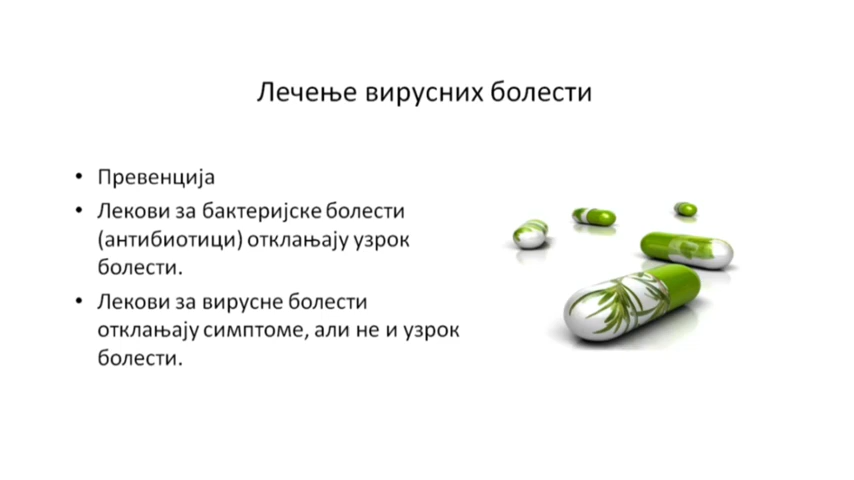 Лечење вирусних болести
• Превенција
• Лекови за бактеријске болести
(антибиотици) отклањају узрок
болести.
• Лекови за вирусне болести
отклањају симптоме, али не и узрок
болести.